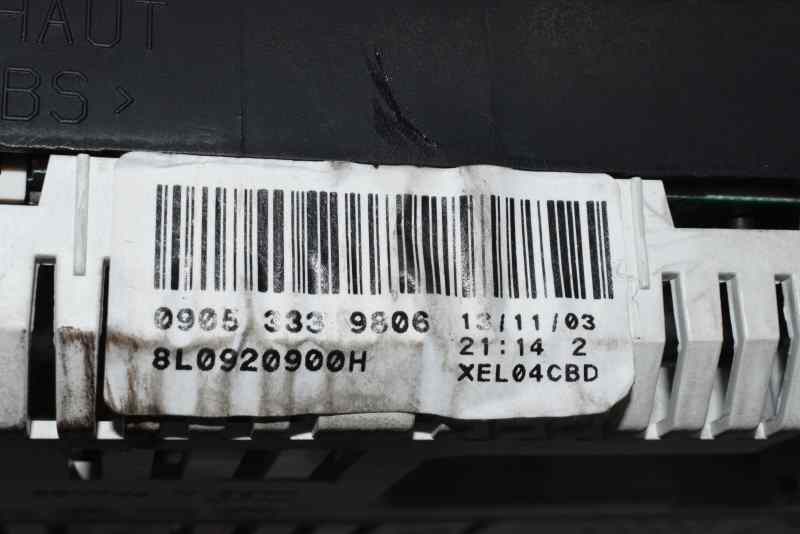 HAUT
BS >
0905 333 9806 13/11/03
8L0920900H 21:14 2
XEL04CBD